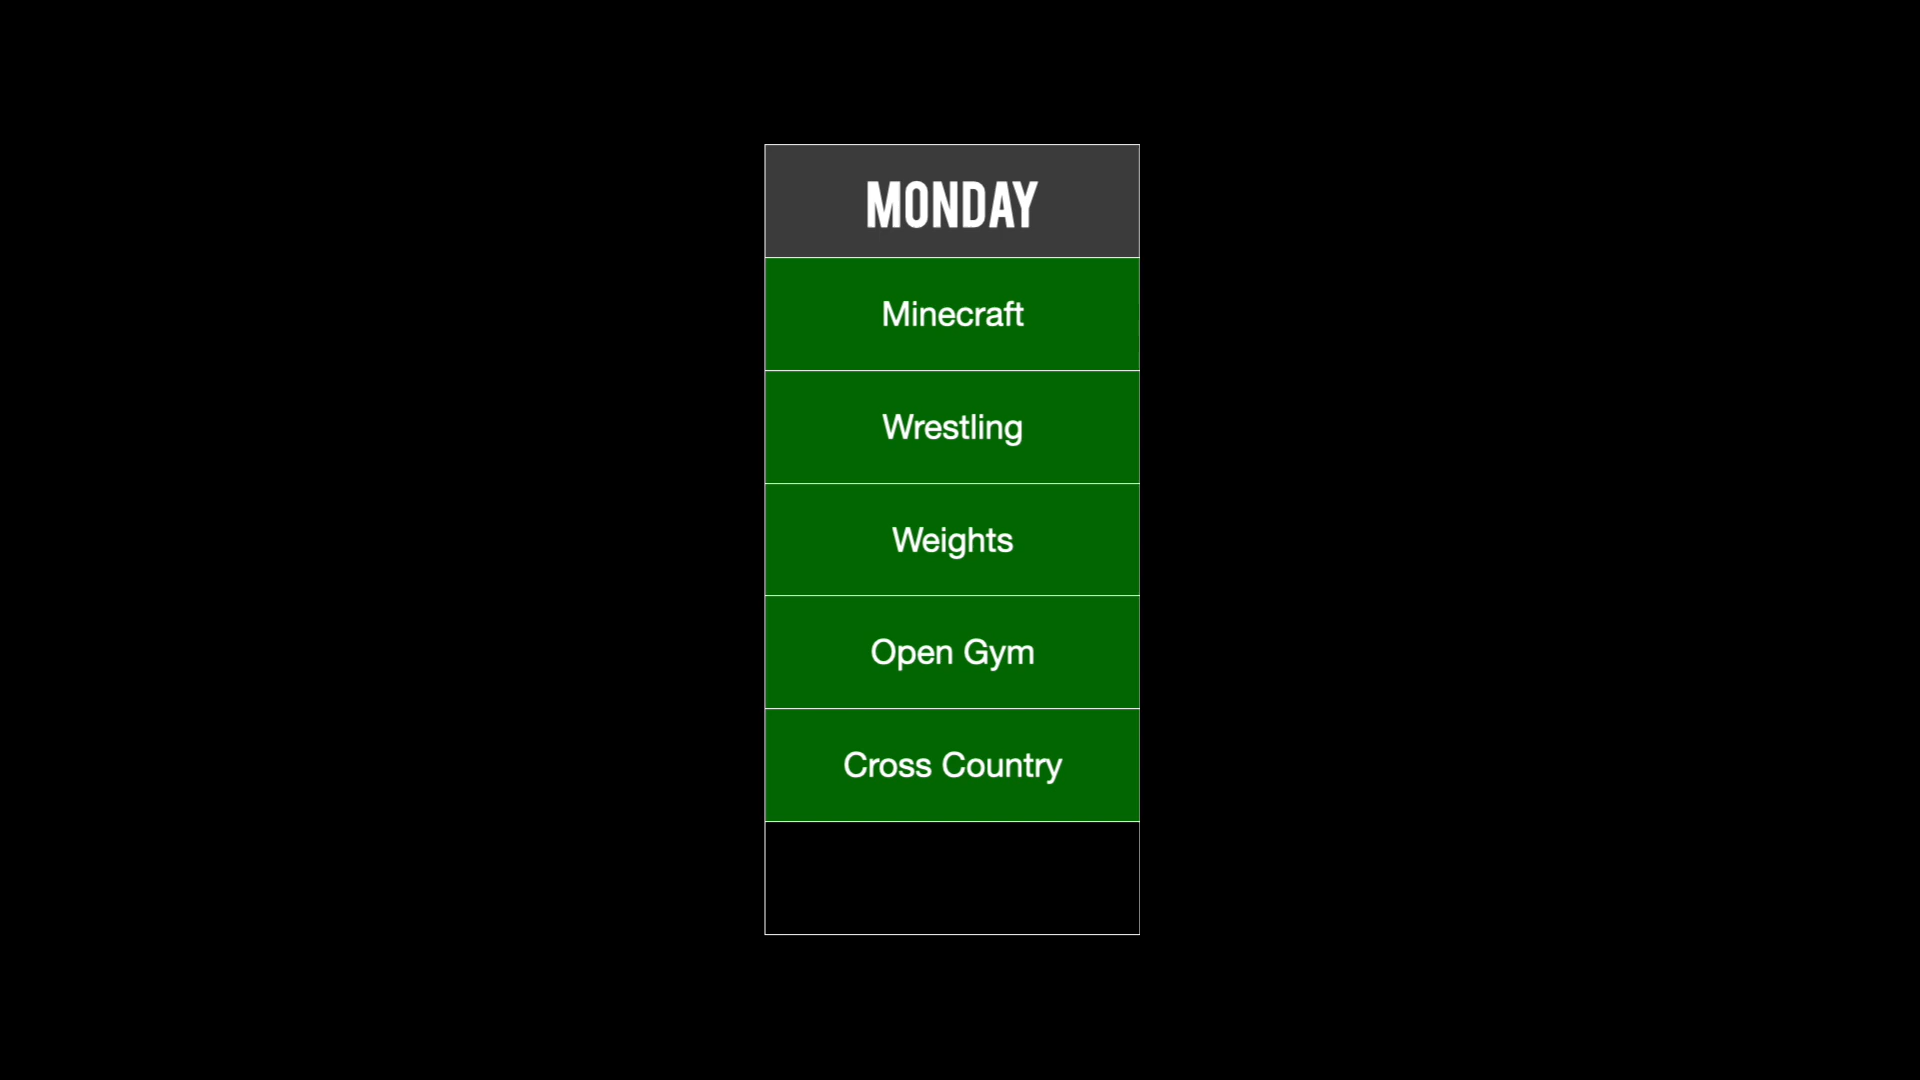 MONDAY
Minecraft
Wrestling
Weights
Open Gym
Cross Country